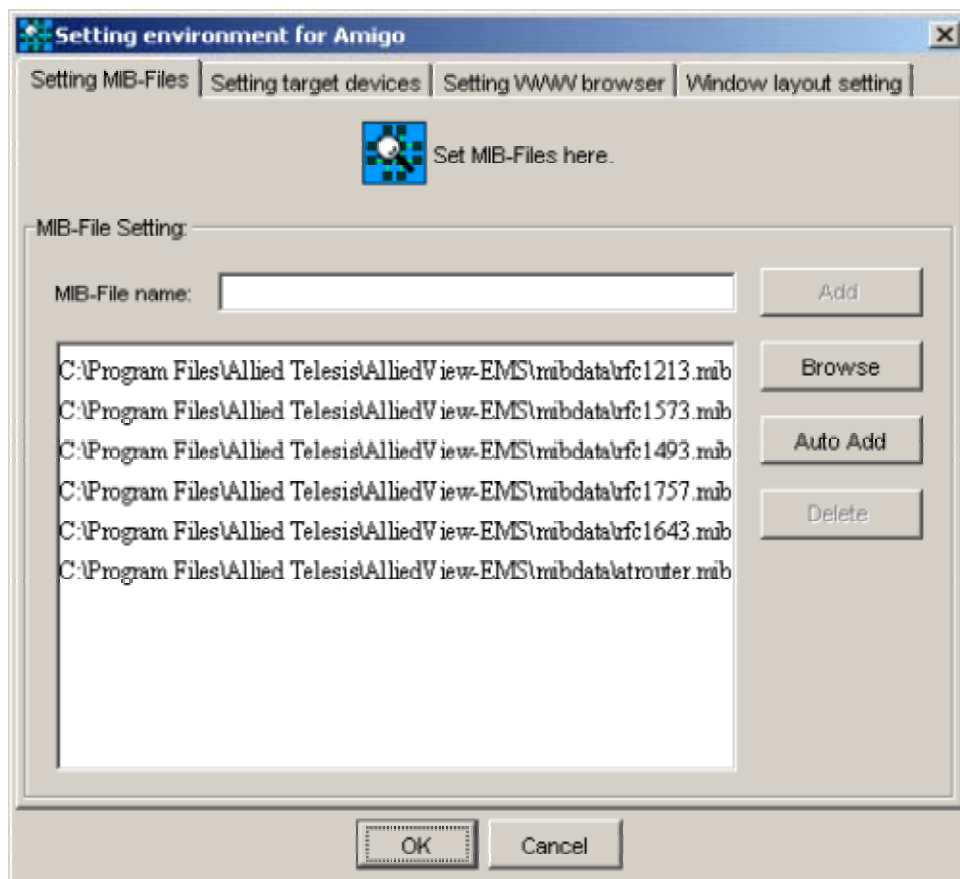 Setting environment for Amigo
Setting MIB-Files Setting target devices Setting WWW browser Window layout setting
Set MIB-Files here.
MIB-File Setting:
MIB-File name: Add
C:\Program Files\Allied Telesis\AlliedView-EMS\mibdata\rfc1213.mib
Browse
C:\Program Files\Allied Telesis\AlliedView-EMS\mibdata\rfc1573.mib
C:\Program Files\Allied Telesis\AlliedView-EMS\mibdata\rfc1493.mib
Auto Add
C:\Program Files\Allied Telesis\AlliedView-EMS\mibdata\rfc1757.mib
C:\Program Files\Allied Telesis\AlliedView-EMS\mibdata\rfc1643.mib
Delete
C:\Program Files\Allied Telesis\AlliedView-EMS\mibdata\atrouter.mib
OK Cancel